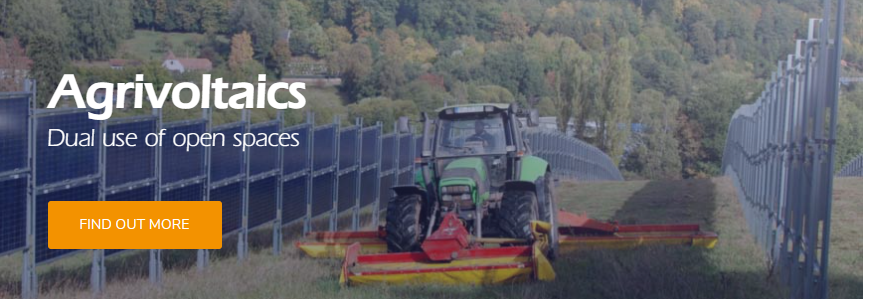 Agrivoltaics
Dual use of open spaces
FIND OUT MORE